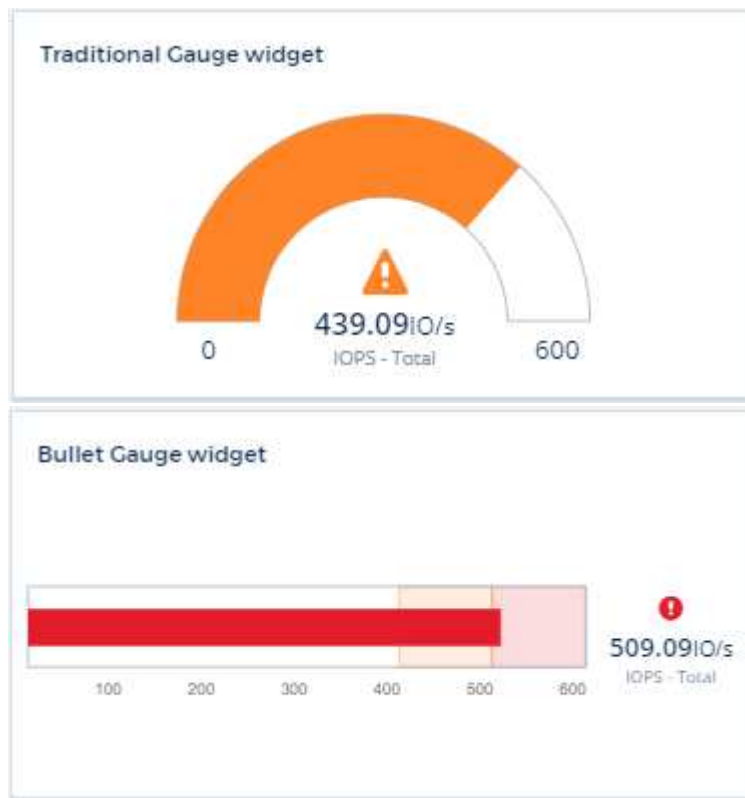 Traditional Gauge widget
439.09IO/s
0
IOPS - Total
600
Bullet Gauge widget
509.09IO/s
IOPS - Total
100 200 300 400 500 600